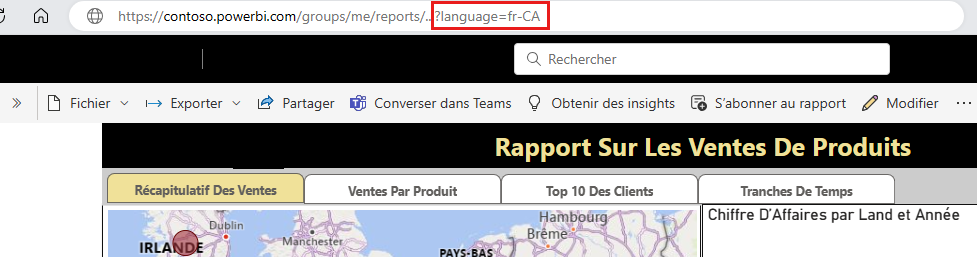 https://contoso.powerbi.com/groups/me/reports/...?language=fr-CA
Rechercher
Fichier Exporter Partager Converser dans Teams Obtenir des insights S'abonner au rapport Modifier
Rapport Sur Les Ventes De Produits
Récapitulatif Des Ventes Ventes Par Produit Top 10 Des Clients Tranches De Temps
Chiffre D'Affaires par Land et Année
Hambourg
Dublin
Manchester
Brême
IRLANDE
PAYS-BAS